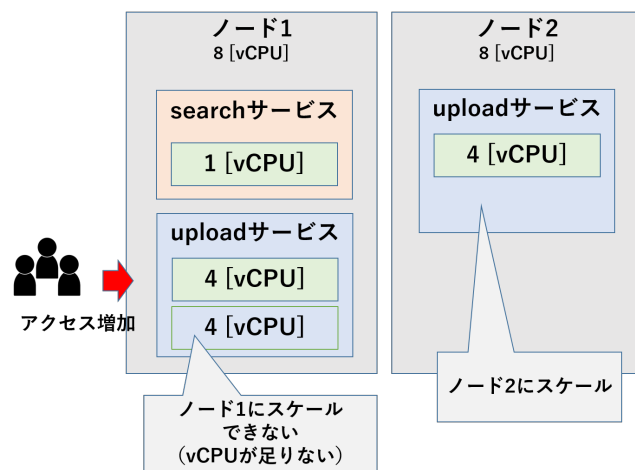 ノード1
8 [vCPU]
searchサービス
1 [vCPU]
uploadサービス
4 [vCPU]
4 [vCPU]
アクセス増加
ノード1にスケール
できない
(vCPUが足りない)
ノード2
8 [vCPU]
uploadサービス
4 [vCPU]
ノード2にスケール